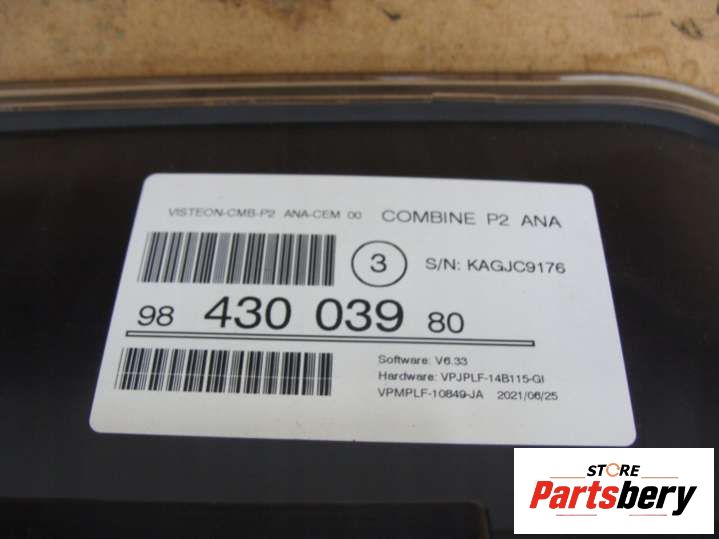 VISTEON-CMB-P2 ANA-CEM 00 COMBINE P2 ANA
3 S/N: KAGJC9176
98 430 039 80
Software: V6.33
Hardware: VPJPLF-14B115-GI
VPMPLF-10849-JA 2021/06/25
STORE
Partsbery